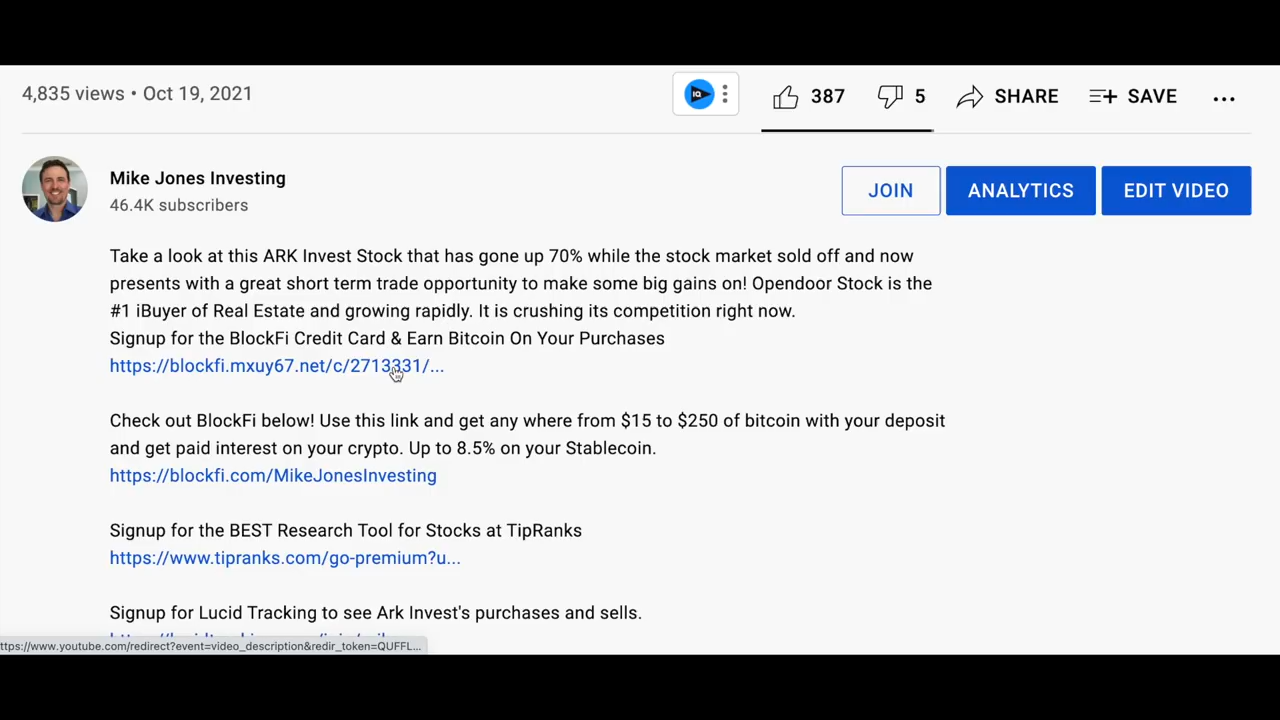 4,835 views • Oct 19, 2021
IQ
387
5
SHARE
SAVE
Mike Jones Investing
46.4K subscribers
JOIN
ANALYTICS
EDIT VIDEO
Take a look at this ARK Invest Stock that has gone up 70% while the stock market sold off and now
presents with a great short term trade opportunity to make some big gains on! Opendoor Stock is the
#1 iBuyer of Real Estate and growing rapidly. It is crushing its competition right now.
Signup for the BlockFi Credit Card & Earn Bitcoin On Your Purchases
https://blockfi.mxuy67.net/c/2713331/...
Check out BlockFi below! Use this link and get any where from $15 to $250 of bitcoin with your deposit
and get paid interest on your crypto. Up to 8.5% on your Stablecoin.
https://blockfi.com/MikeJonesInvesting
Signup for the BEST Research Tool for Stocks at TipRanks
https://www.tipranks.com/go-premium?u...
Signup for Lucid Tracking to see Ark Invest's purchases and sells.
ttps://www.youtube.com/redirect?event=video_description&redir_token=QUFFL...